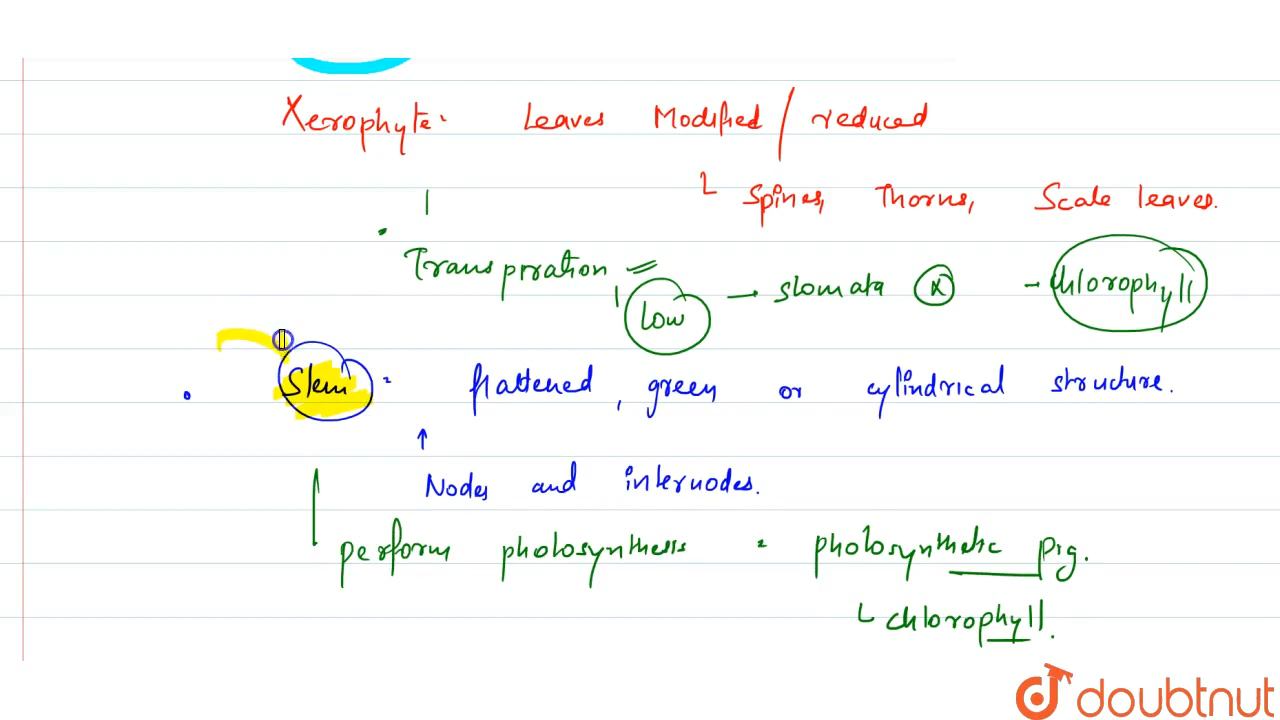 Xerophyte: Leaves Modified / reduced
Spines, Thorns, Scale leaves.
Transpiration
Low → stomata x - chlorophyll
Stem - flattened, green or cylindrical structure.
Nodes and internodes.
perform photosynthesis - photosynthetic pig.
chlorophyll.
doubtnut